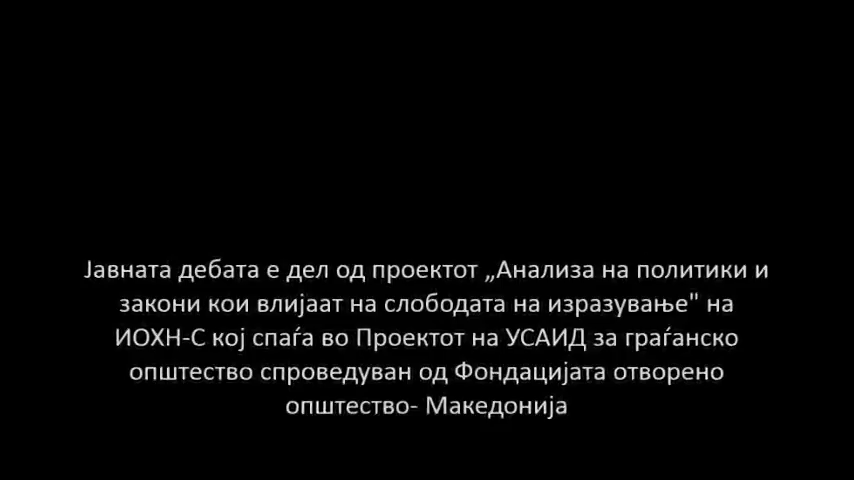 Јавната дебата е дел од проектот „Анализа на политики и
закони кои влијаат на слободата на изразување" на
ИОХН-С кој спаѓа во Проектот на УСАИД за граѓанско
општество спроведуван од Фондацијата отворено
општество- Македонија